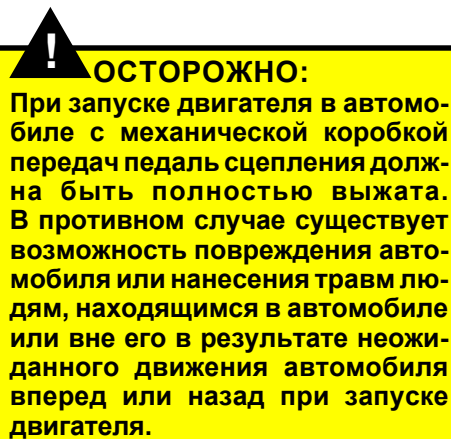 !
ОСТОРОЖНО:
При запуске двигателя в автомо-
биле с механической коробкой
передач педаль сцепления долж-
на быть полностью выжата.
В противном случае существует
возможность повреждения авто-
мобиля или нанесения травм лю-
дям, находящимся в автомобиле
или вне его в результате неожи-
данного движения автомобиля
вперед или назад при запуске
двигателя.